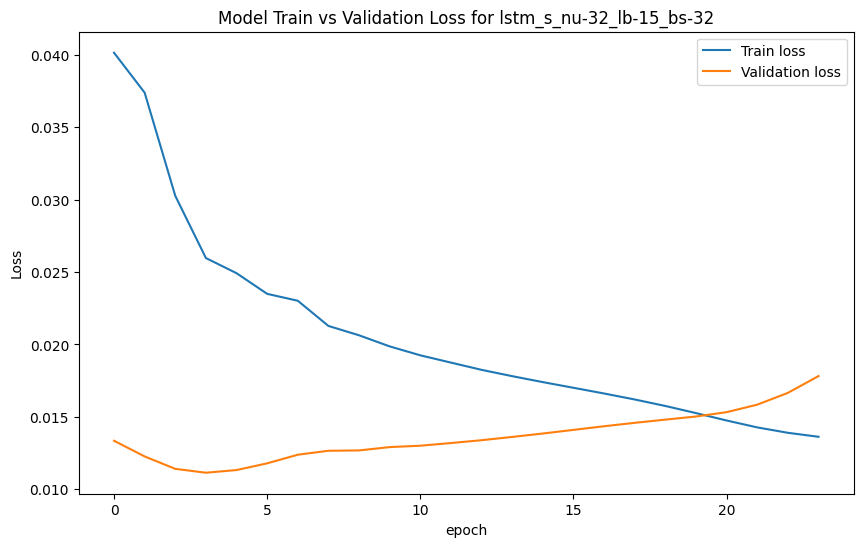 Model Train vs Validation Loss for lstm_s_nu-32_lb-15_bs-32
Train loss
Validation loss
0.040
0.035
0.030
0.025
0.020
0.015
0.010
Loss
0
5
10
15
20
epoch